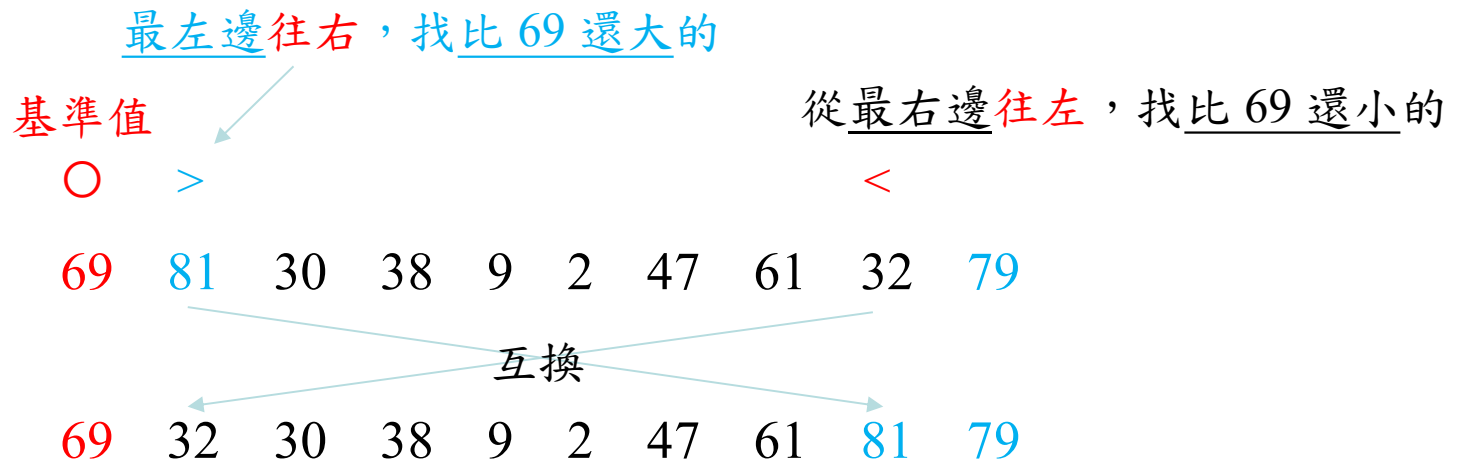 最左邊往右，找比 69 還大的
基準值
從最右邊往左，找比 69 還小的
○ > <
69 81 30 38 9 2 47 61 32 79
互換
69 32 30 38 9 2 47 61 81 79